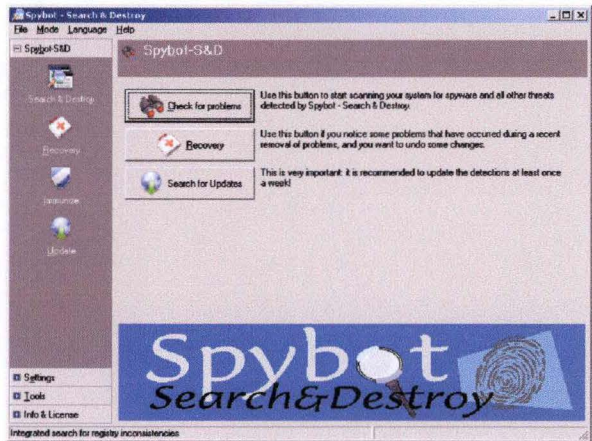 Spybot - Search & Destroy
File Mode Language Help
Spybot-S&D
Spybot-S&D
Search & Destroy
Recovery
Immunize
Update
Check for problems
Use this button to start scanning your system for spyware and all other threats
detected by Spybot - Search & Destroy.
Recovery
Use this button if you notice some problems that have occurred during a recent
removal of problems, and you want to undo some changes.
Search for Updates
This is very important: it is recommended to update the detections at least once
a week!
Spybot
Search&Destroy
Settings
Tools
Info & License
Integrated search for registry inconsistencies